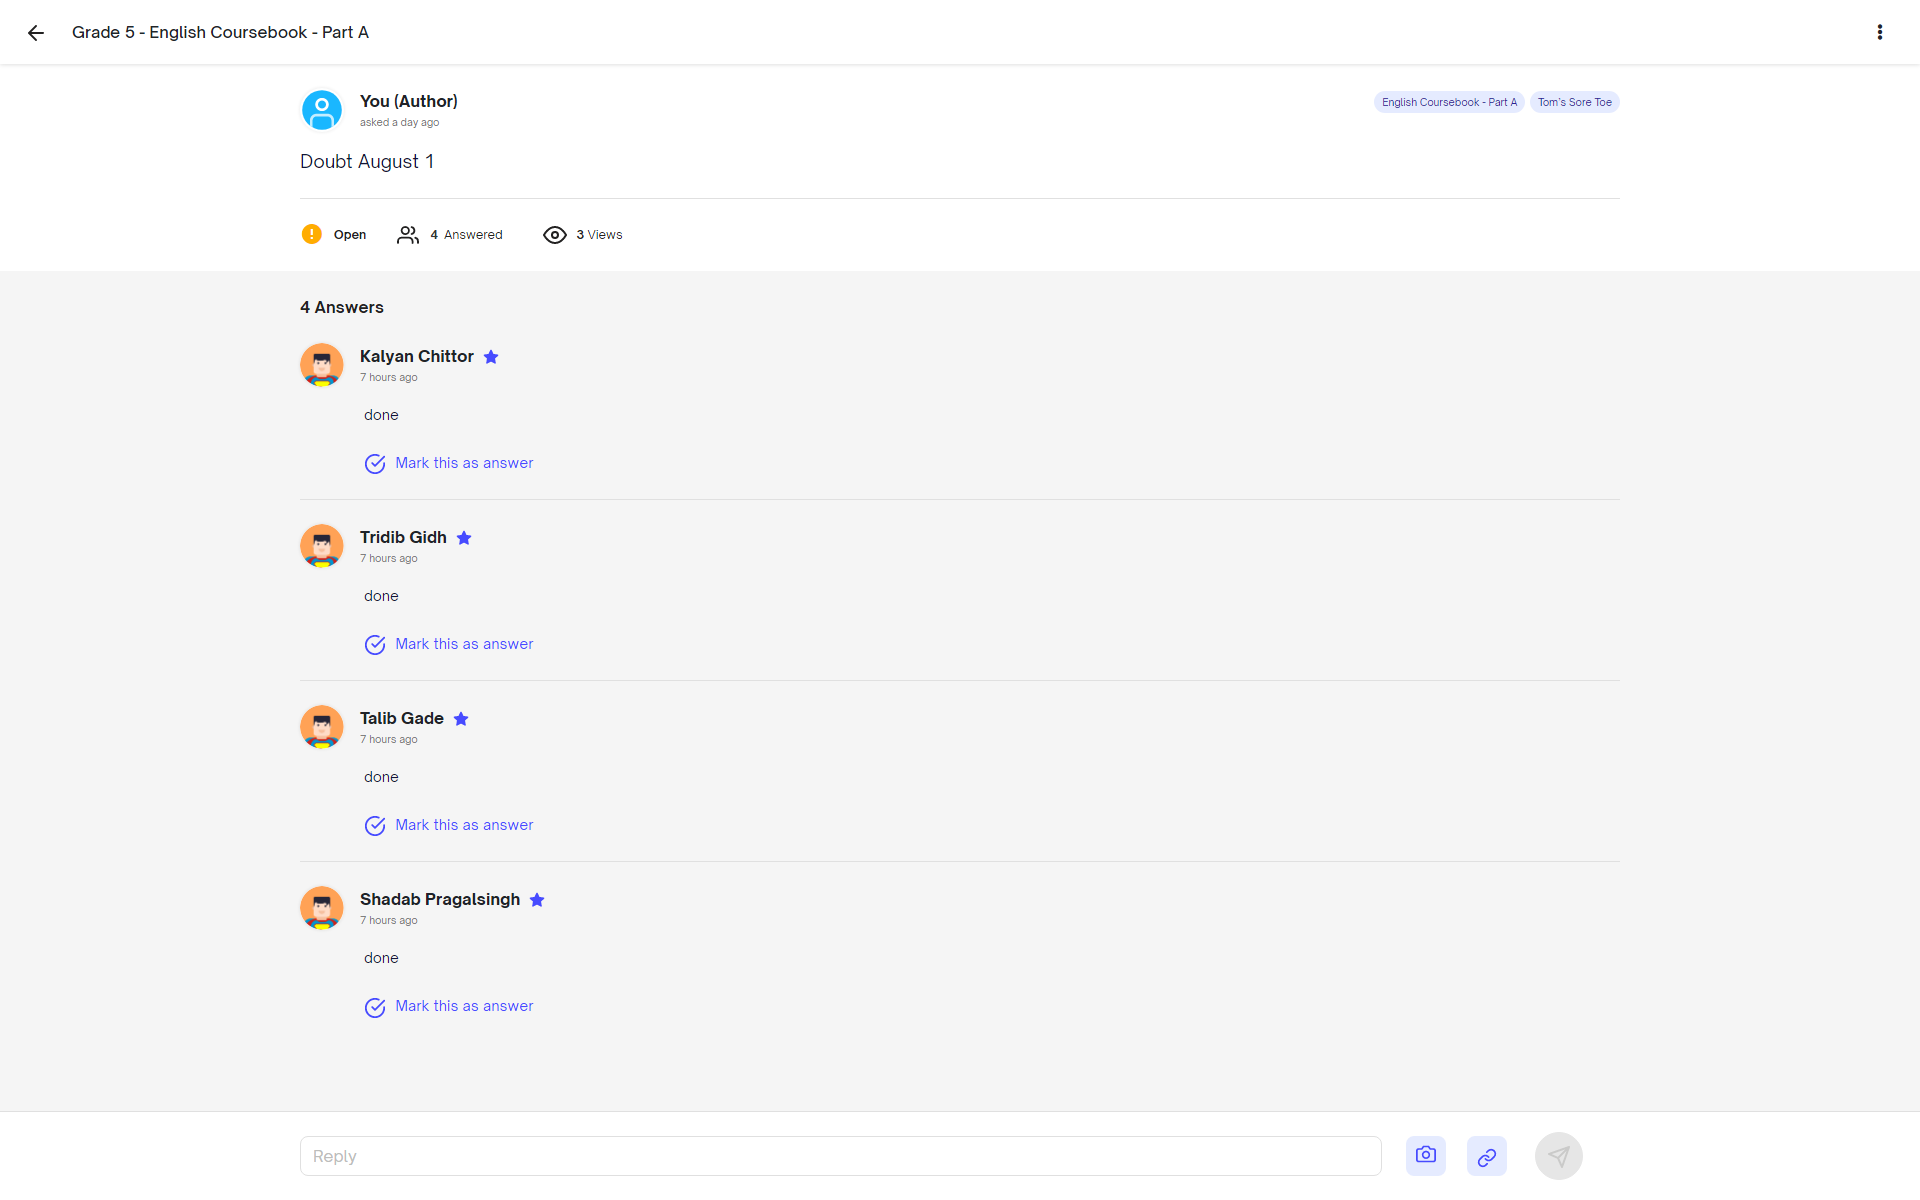 Grade 5 - English Coursebook - Part A
You (Author)
asked a day ago
English Coursebook - Part A
Tom's Sore Toe
Doubt August 1
Open
4 Answered
3 Views
4 Answers
Kalyan Chittor
7 hours ago
done
Mark this as answer
Tridib Gidh
7 hours ago
done
Mark this as answer
Talib Gade
7 hours ago
done
Mark this as answer
Shadab Pragalsingh
7 hours ago
done
Mark this as answer
Reply